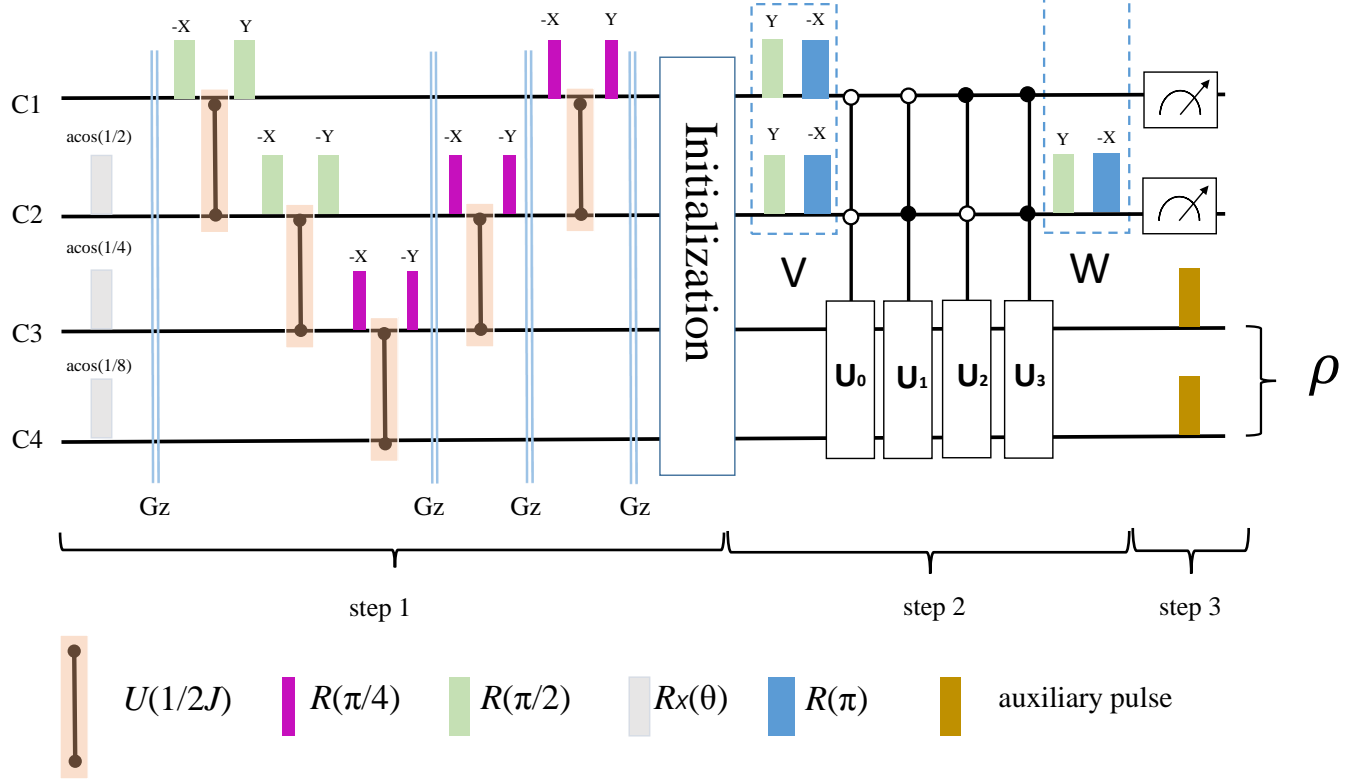 -X Y -X Y Y -X
C1
acos(1/2) -X -Y -X -Y Y -X Y -X
C2
acos(1/4) -X -Y V W
C3
acos(1/8)
C4
Initialization
U₀ U₁ U₂ U₃
ρ
Gz Gz Gz Gz
step 1 step 2 step 3
U(1/2J) R(π/4) R(π/2) Rx(θ) R(π) auxiliary pulse